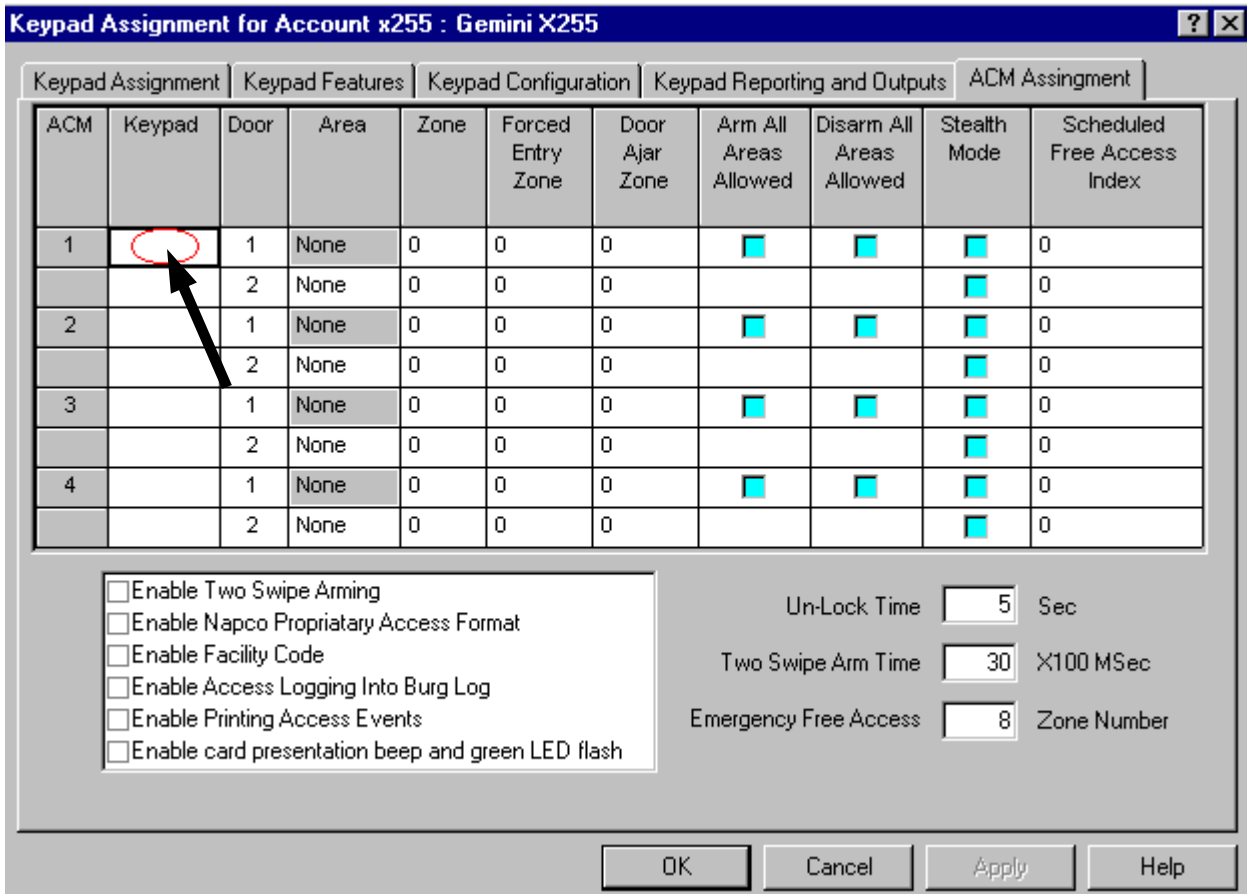 Keypad Assignment for Account x255 : Gemini X255
Keypad Assignment Keypad Features Keypad Configuration Keypad Reporting and Outputs ACM Assingment
ACM Keypad Door Area Zone Forced Entry Zone Door Ajar Zone Arm All Areas Allowed Disarm All Areas Allowed Stealth Mode Scheduled Free Access Index
1 1 None 0 0 0 0
2 None 0 0 0 0
2 1 None 0 0 0 0
2 None 0 0 0 0
3 1 None 0 0 0 0
2 None 0 0 0 0
4 1 None 0 0 0 0
2 None 0 0 0 0
Enable Two Swipe Arming
Enable Napco Propriatary Access Format
Enable Facility Code
Enable Access Logging Into Burg Log
Enable Printing Access Events
Enable card presentation beep and green LED flash
Un-Lock Time 5 Sec
Two Swipe Arm Time 30 X100 MSec
Emergency Free Access 8 Zone Number
OK Cancel Apply Help